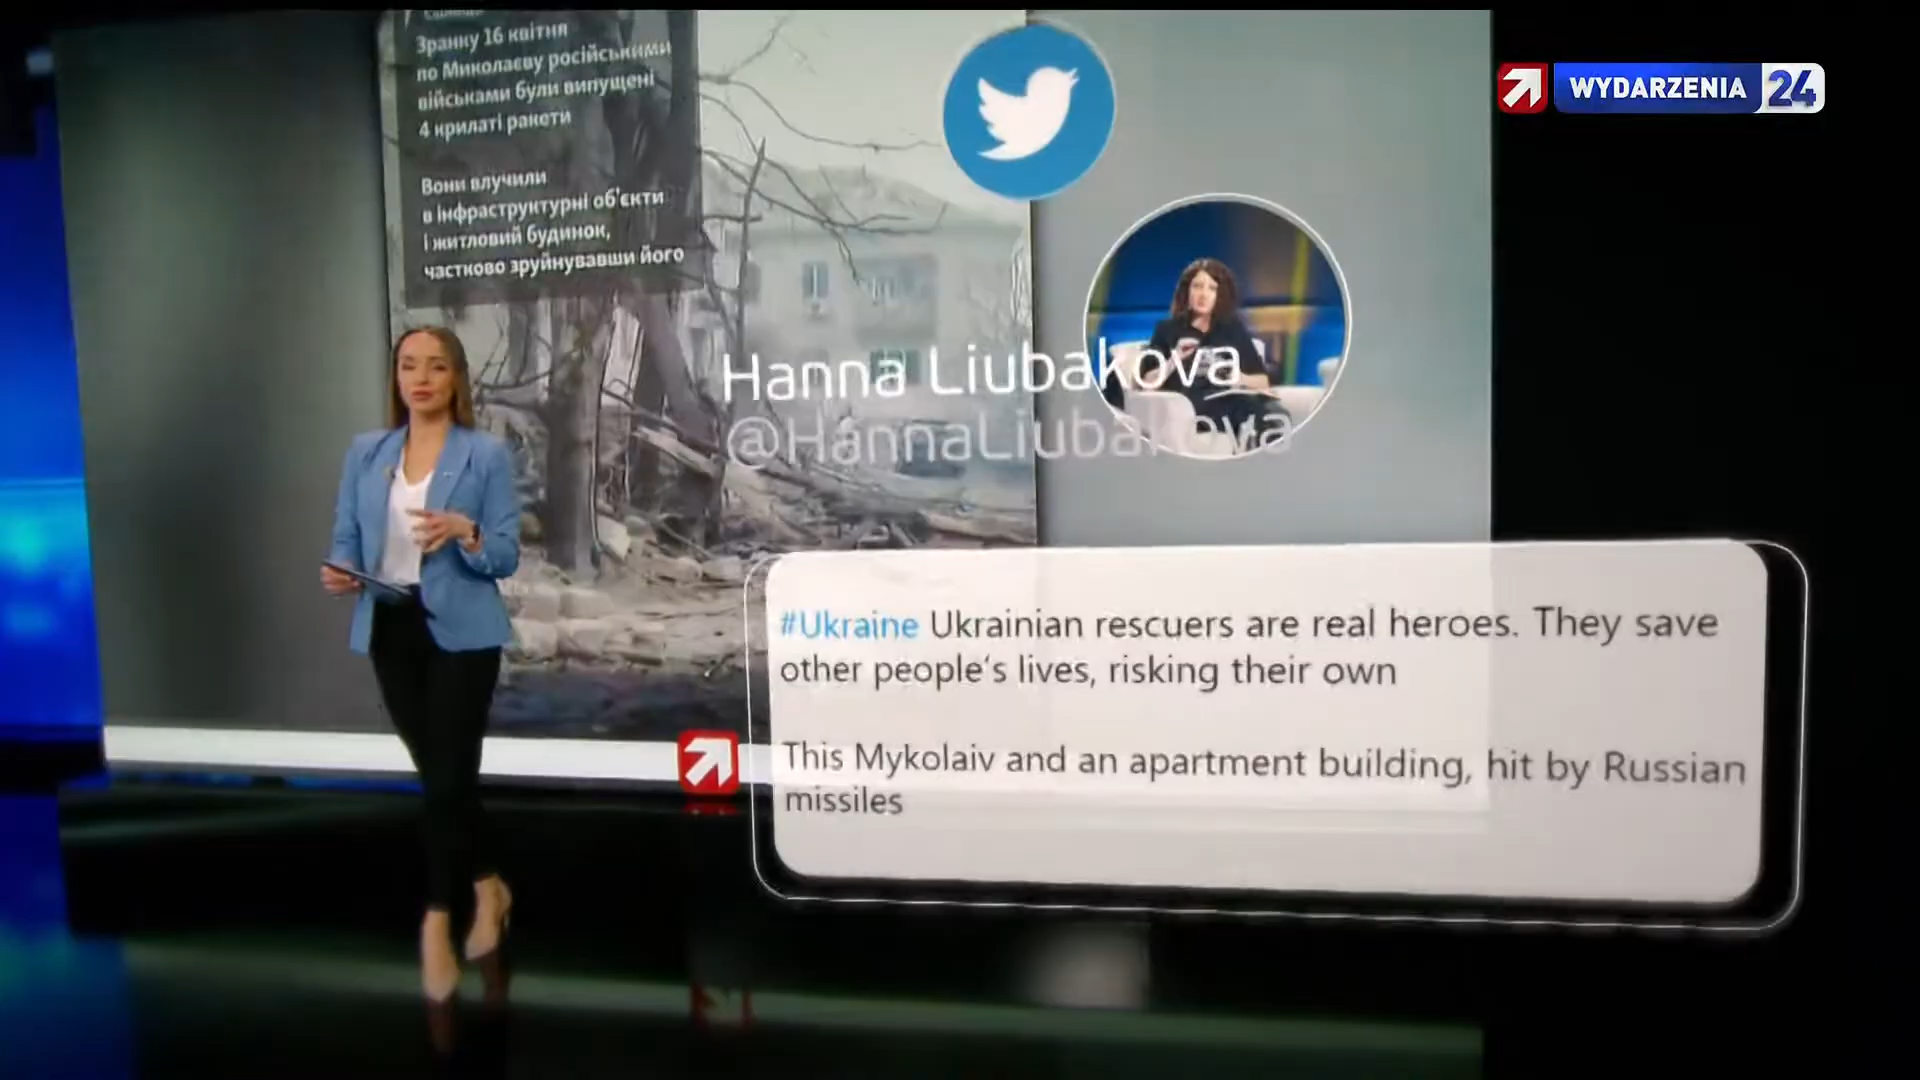 Зранку 16 квітня
по Миколаєву російськими
військами були випущені
4 крилаті ракети
Вони влучили
в інфраструктурні об'єкти
і житловий будинок,
частково зруйнувавши його
WYDARZENIA 24
Hanna Liubakova
@HannaLiubakova
#Ukraine Ukrainian rescuers are real heroes. They save
other people‘s lives, risking their own
This Mykolaiv and an apartment building, hit by Russian
missiles